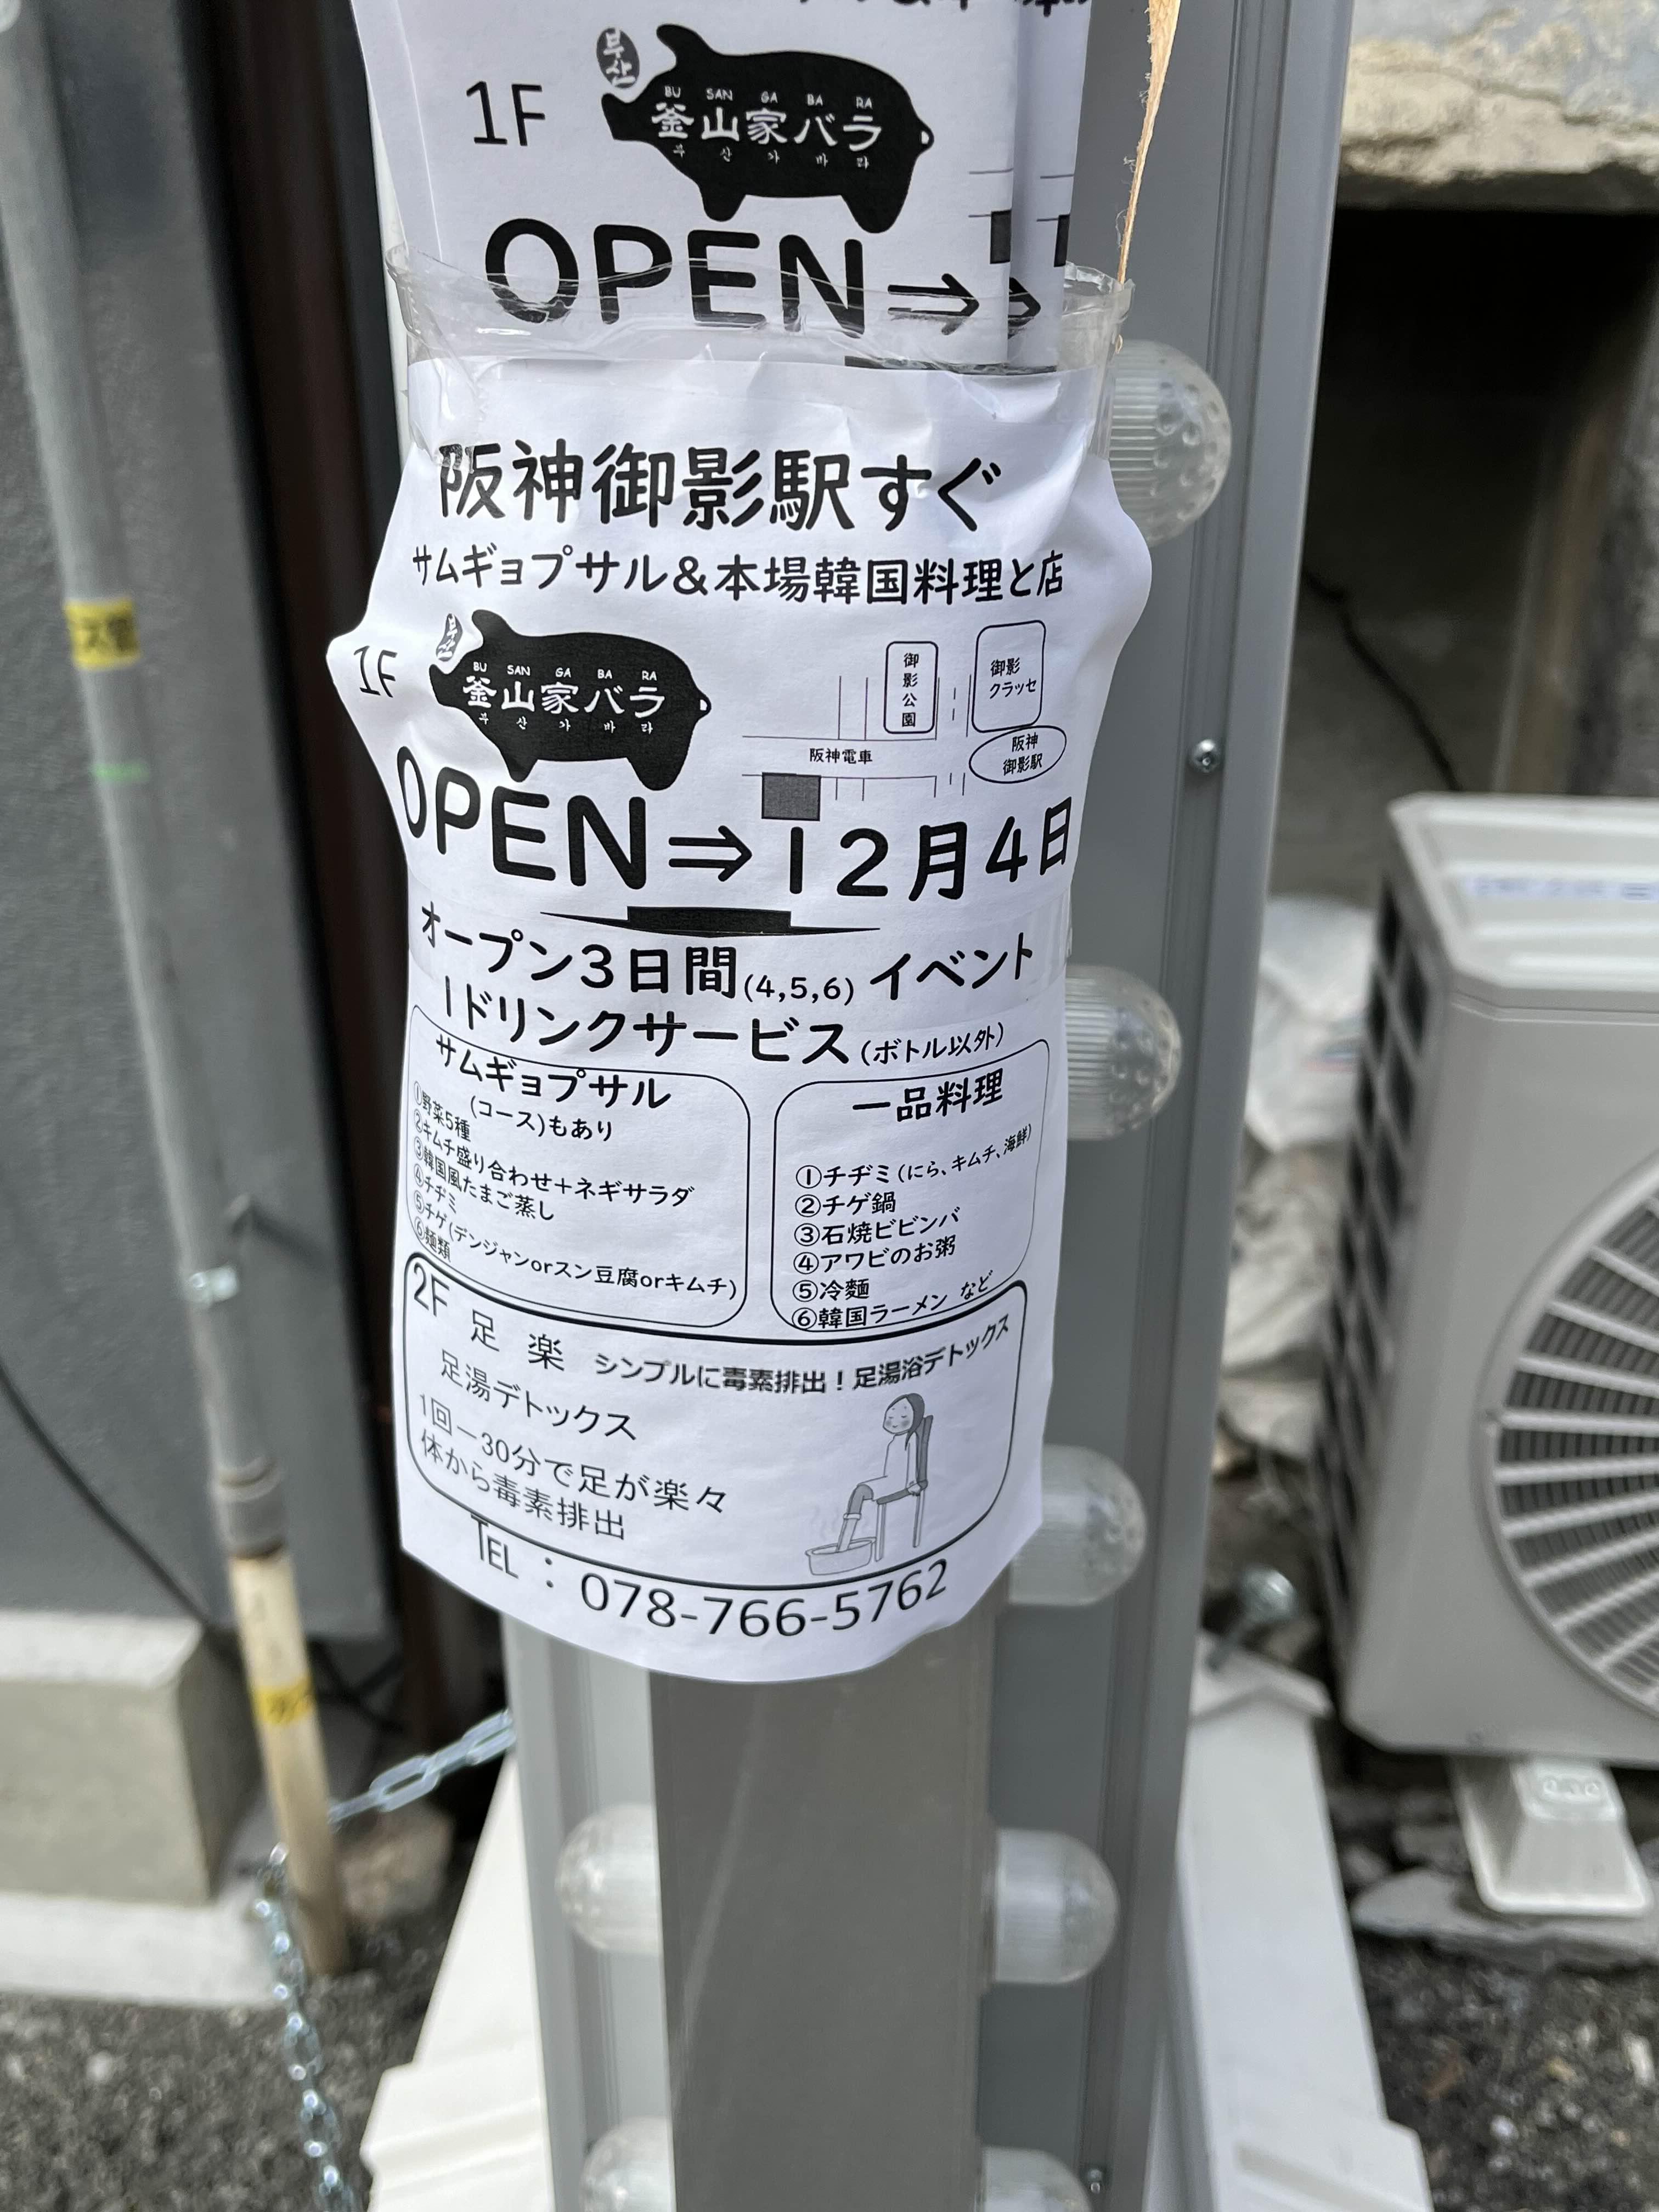 부산
1F
BU SAN GA BA RA
釜山家バラ
부 산 가 바 라
OPEN⇒
阪神御影駅すぐ
サムギョプサル&本場韓国料理と店
부산
1F
BU SAN GA BA RA
釜山家バラ
부 산 가 바 라
御影公園
御影
クラッセ
阪神電車
阪神
御影駅
OPEN⇒12月4日
オープン3日間(4,5,6) イベント
1ドリンクサービス(ボトル以外)
サムギョプサル
(コース)もあり
①野菜5種
②キムチ盛り合わせ+ネギサラダ
③韓国風たまご蒸し
④チヂミ
⑤チゲ(デンジャンorスン豆腐orキムチ)
⑥麺類
一品料理
①チヂミ(にら、キムチ、海鮮)
②チゲ鍋
③石焼ビビンバ
④アワビのお粥
⑤冷麵
⑥韓国ラーメン など
2F 足 楽 シンプルに毒素排出!足湯浴デトックス
足湯デトックス
1回―30分で足が楽々
体から毒素排出
TEL:078-766-5762